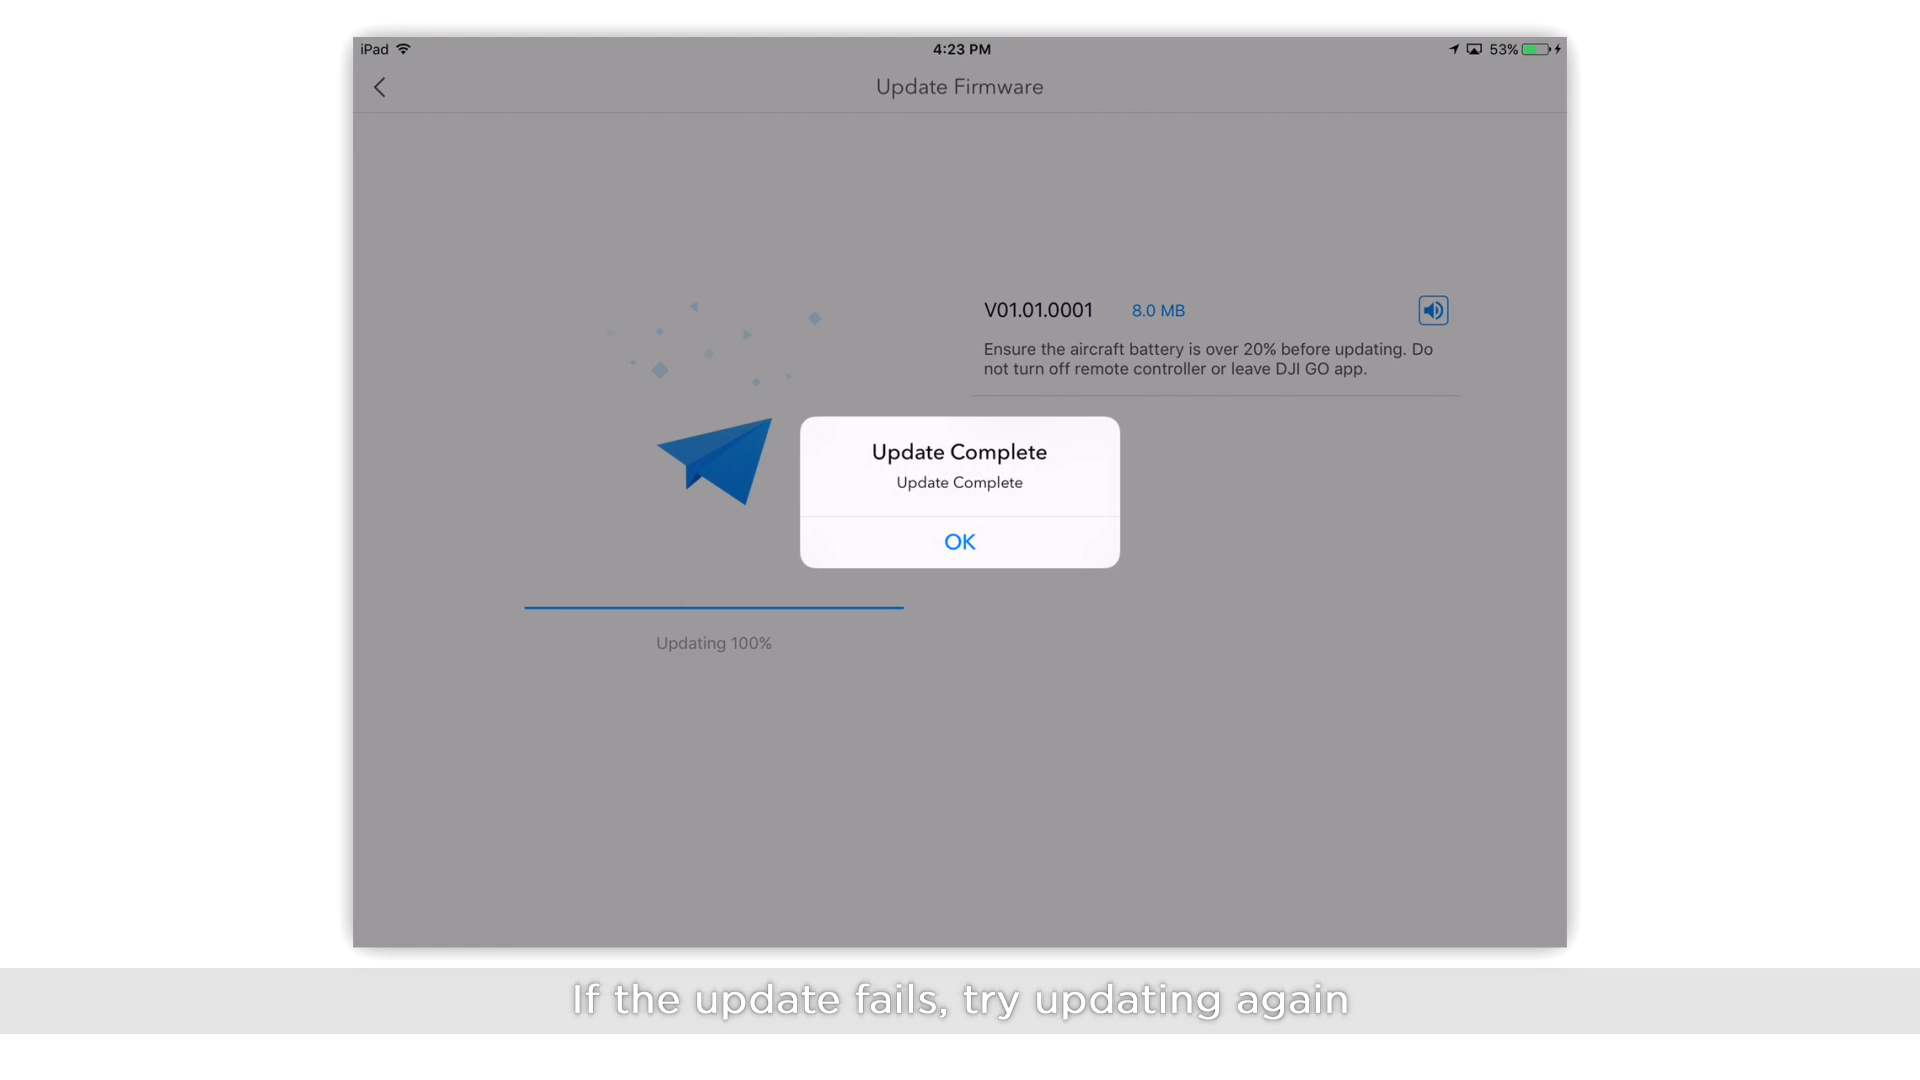 iPad
4:23 PM
53%
Update Firmware
V01.01.0001 8.0 MB
Ensure the aircraft battery is over 20% before updating. Do
not turn off remote controller or leave DJI GO app.
Update Complete
Update Complete
OK
Updating 100%
If the update fails, try updating again